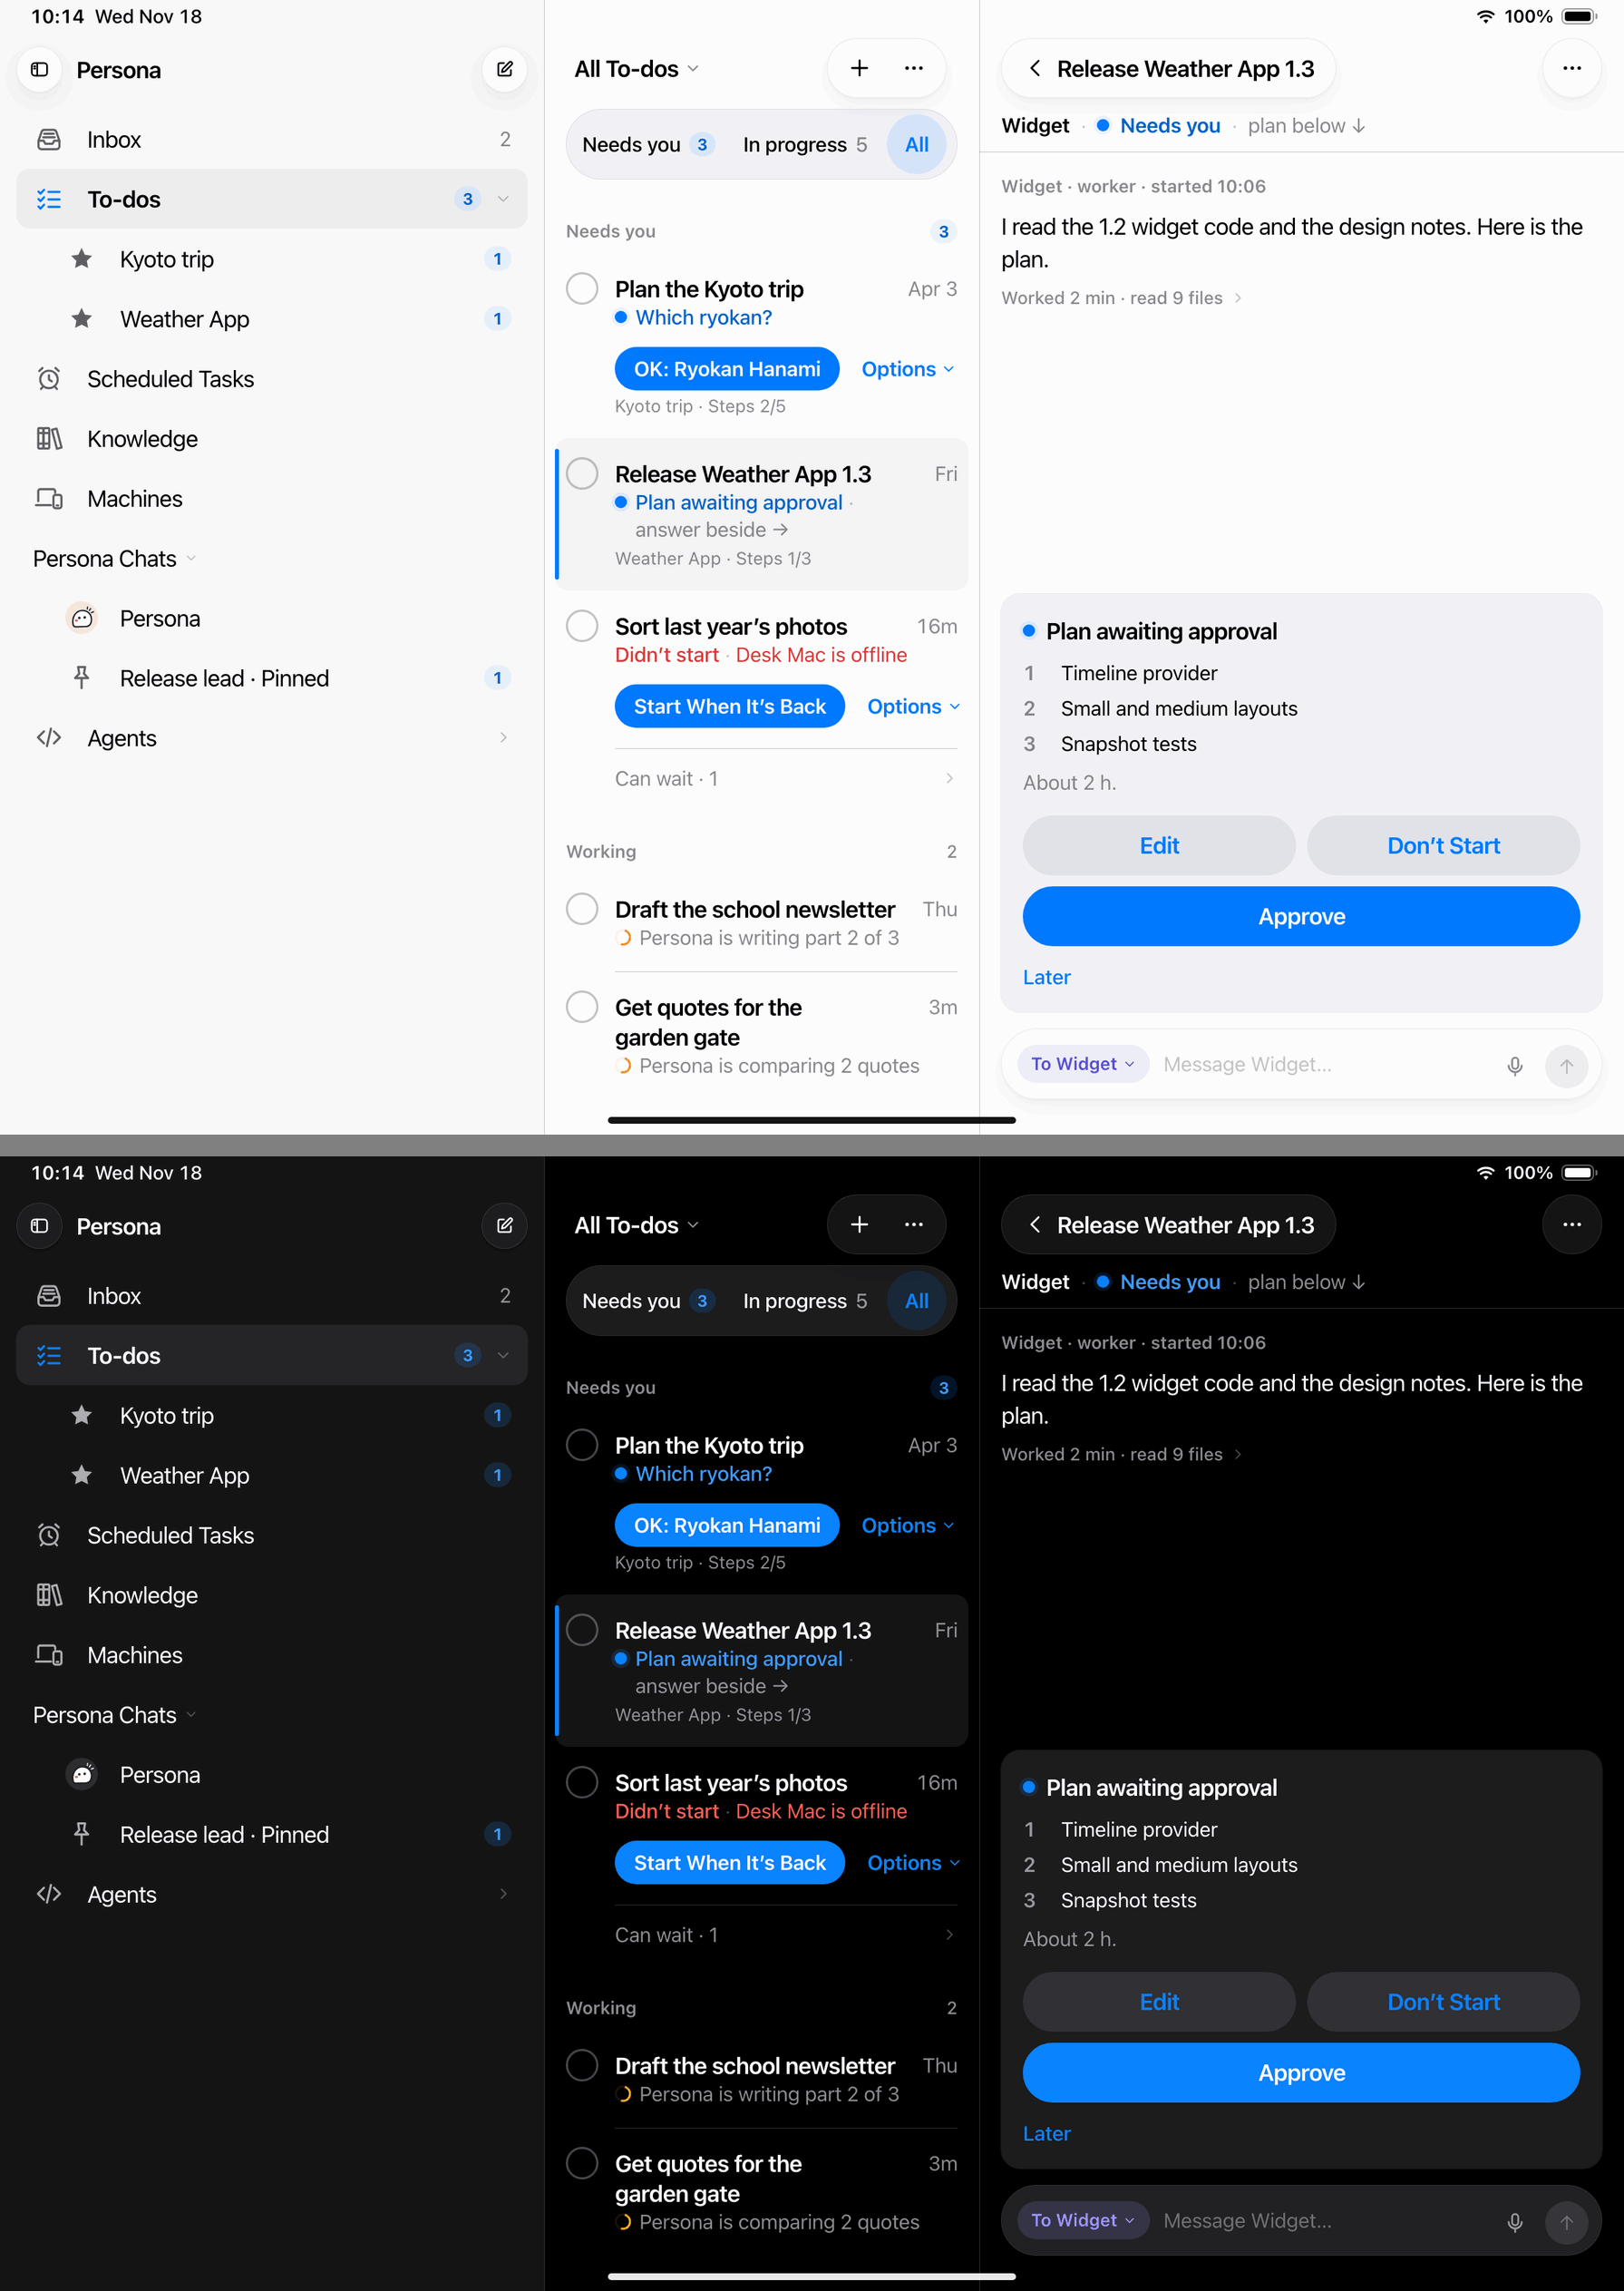 10:14 Wed Nov 18
100%
Persona
Inbox 2
To-dos 3
Kyoto trip 1
Weather App 1
Scheduled Tasks
Knowledge
Machines
Persona Chats
Persona
Release lead · Pinned 1
Agents
All To-dos
Needs you 3 In progress 5 All
Needs you 3
Plan the Kyoto trip Apr 3
Which ryokan?
OK: Ryokan Hanami Options
Kyoto trip · Steps 2/5
Release Weather App 1.3 Fri
Plan awaiting approval ·
answer beside →
Weather App · Steps 1/3
Sort last year’s photos 16m
Didn’t start · Desk Mac is offline
Start When It’s Back Options
Can wait · 1
Working 2
Draft the school newsletter Thu
Persona is writing part 2 of 3
Get quotes for the 3m
garden gate
Persona is comparing 2 quotes
Release Weather App 1.3
Widget · Needs you · plan below ↓
Widget · worker · started 10:06
I read the 1.2 widget code and the design notes. Here is the
plan.
Worked 2 min · read 9 files
Plan awaiting approval
1 Timeline provider
2 Small and medium layouts
3 Snapshot tests
About 2 h.
Edit Don’t Start
Approve
Later
To Widget Message Widget...
10:14 Wed Nov 18
100%
Persona
Inbox 2
To-dos 3
Kyoto trip 1
Weather App 1
Scheduled Tasks
Knowledge
Machines
Persona Chats
Persona
Release lead · Pinned 1
Agents
All To-dos
Needs you 3 In progress 5 All
Needs you 3
Plan the Kyoto trip Apr 3
Which ryokan?
OK: Ryokan Hanami Options
Kyoto trip · Steps 2/5
Release Weather App 1.3 Fri
Plan awaiting approval ·
answer beside →
Weather App · Steps 1/3
Sort last year’s photos 16m
Didn’t start · Desk Mac is offline
Start When It’s Back Options
Can wait · 1
Working 2
Draft the school newsletter Thu
Persona is writing part 2 of 3
Get quotes for the 3m
garden gate
Persona is comparing 2 quotes
Release Weather App 1.3
Widget · Needs you · plan below ↓
Widget · worker · started 10:06
I read the 1.2 widget code and the design notes. Here is the
plan.
Worked 2 min · read 9 files
Plan awaiting approval
1 Timeline provider
2 Small and medium layouts
3 Snapshot tests
About 2 h.
Edit Don’t Start
Approve
Later
To Widget Message Widget...